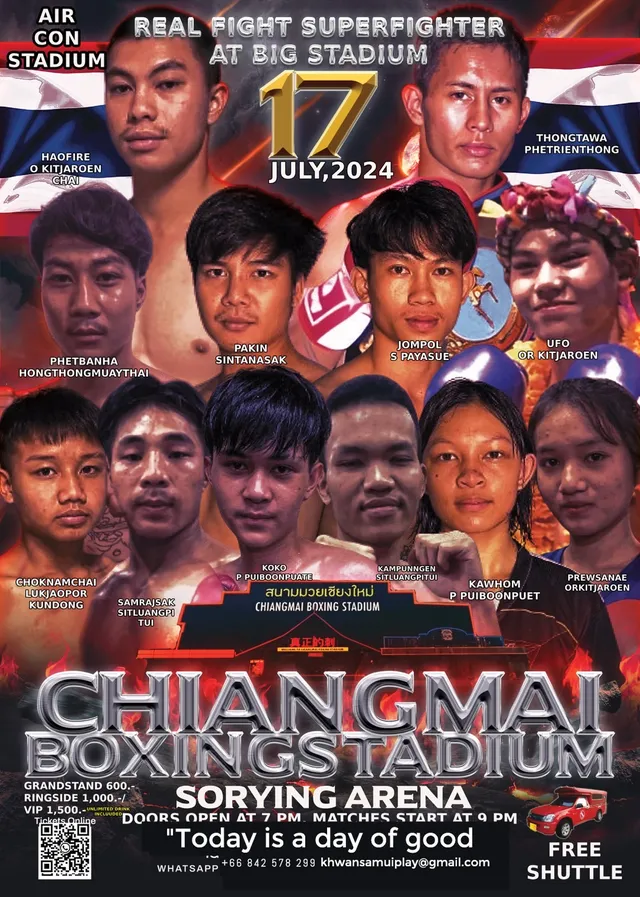 AIR
CON
STADIUM
REAL FIGHT SUPERFIGHTER
AT BIG STADIUM
17
JULY,2024
HAOFIRE
O KITJAROEN
CHAI
THONGTAWA
PHETRIENTHONG
PHETBANHA
HONGTHONGMUAYTHAI
PAKIN
SINTANASAK
JOMPOL
S PAYASUE
UFO
OR KITJAROEN
CHOKNAMCHAI
LUKJAOPOR
KUNDONG
SAMRAJSAK
SITLUANGPI
TUI
KOKO
P PUIBOONPUATE
KAMPUNNGEN
SITLUANGPITUI
KAWHOM
P PUIBOONPUET
PREWSANAE
ORKITJAROEN
สนามมวยเชียงใหม่
CHIANGMAI BOXING STADIUM
CHIANGMAI
BOXINGSTADIUM
GRANDSTAND 600.-
RINGSIDE 1,000.-/
VIP 1,500.-
UNLIMITED DRINK
INCLUUDED
Tickets Online
SORYING ARENA
DOORS OPEN AT 7 PM. MATCHES START AT 9 PM
"Today is a day of good
WHATSAPP +66 842 578 299 khwansamuiplay@gmail.com
FREE
SHUTTLE